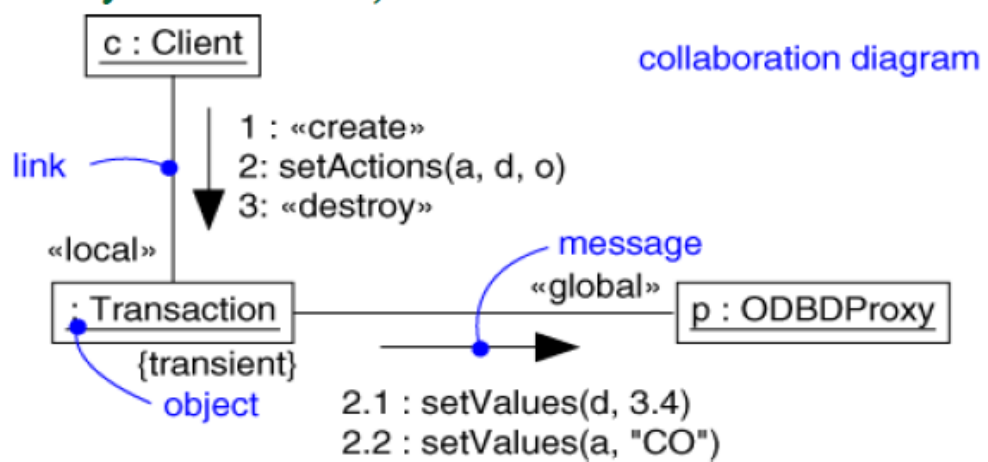 c : Client
collaboration diagram
1 : «create»
link
2: setActions(a, d, o)
3: «destroy»
«local»
message
«global»
: Transaction
p : ODBDProxy
{transient}
object
2.1 : setValues(d, 3.4)
2.2 : setValues(a, "CO")